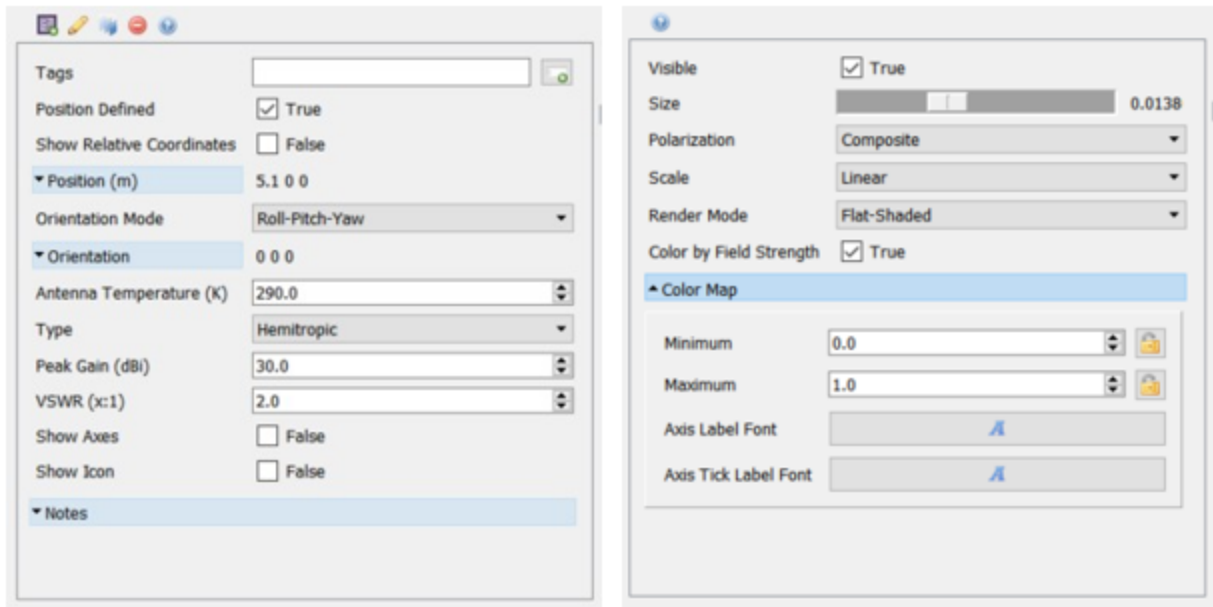 Tags
Position Defined True
Show Relative Coordinates False
Position (m) 5.1 0 0
Orientation Mode Roll-Pitch-Yaw
Orientation 0 0 0
Antenna Temperature (K) 290.0
Type Hemitropic
Peak Gain (dBi) 30.0
VSWR (x:1) 2.0
Show Axes False
Show Icon False
Notes
Visible True
Size 0.0138
Polarization Composite
Scale Linear
Render Mode Flat-Shaded
Color by Field Strength True
Color Map
Minimum 0.0
Maximum 1.0
Axis Label Font A
Axis Tick Label Font A